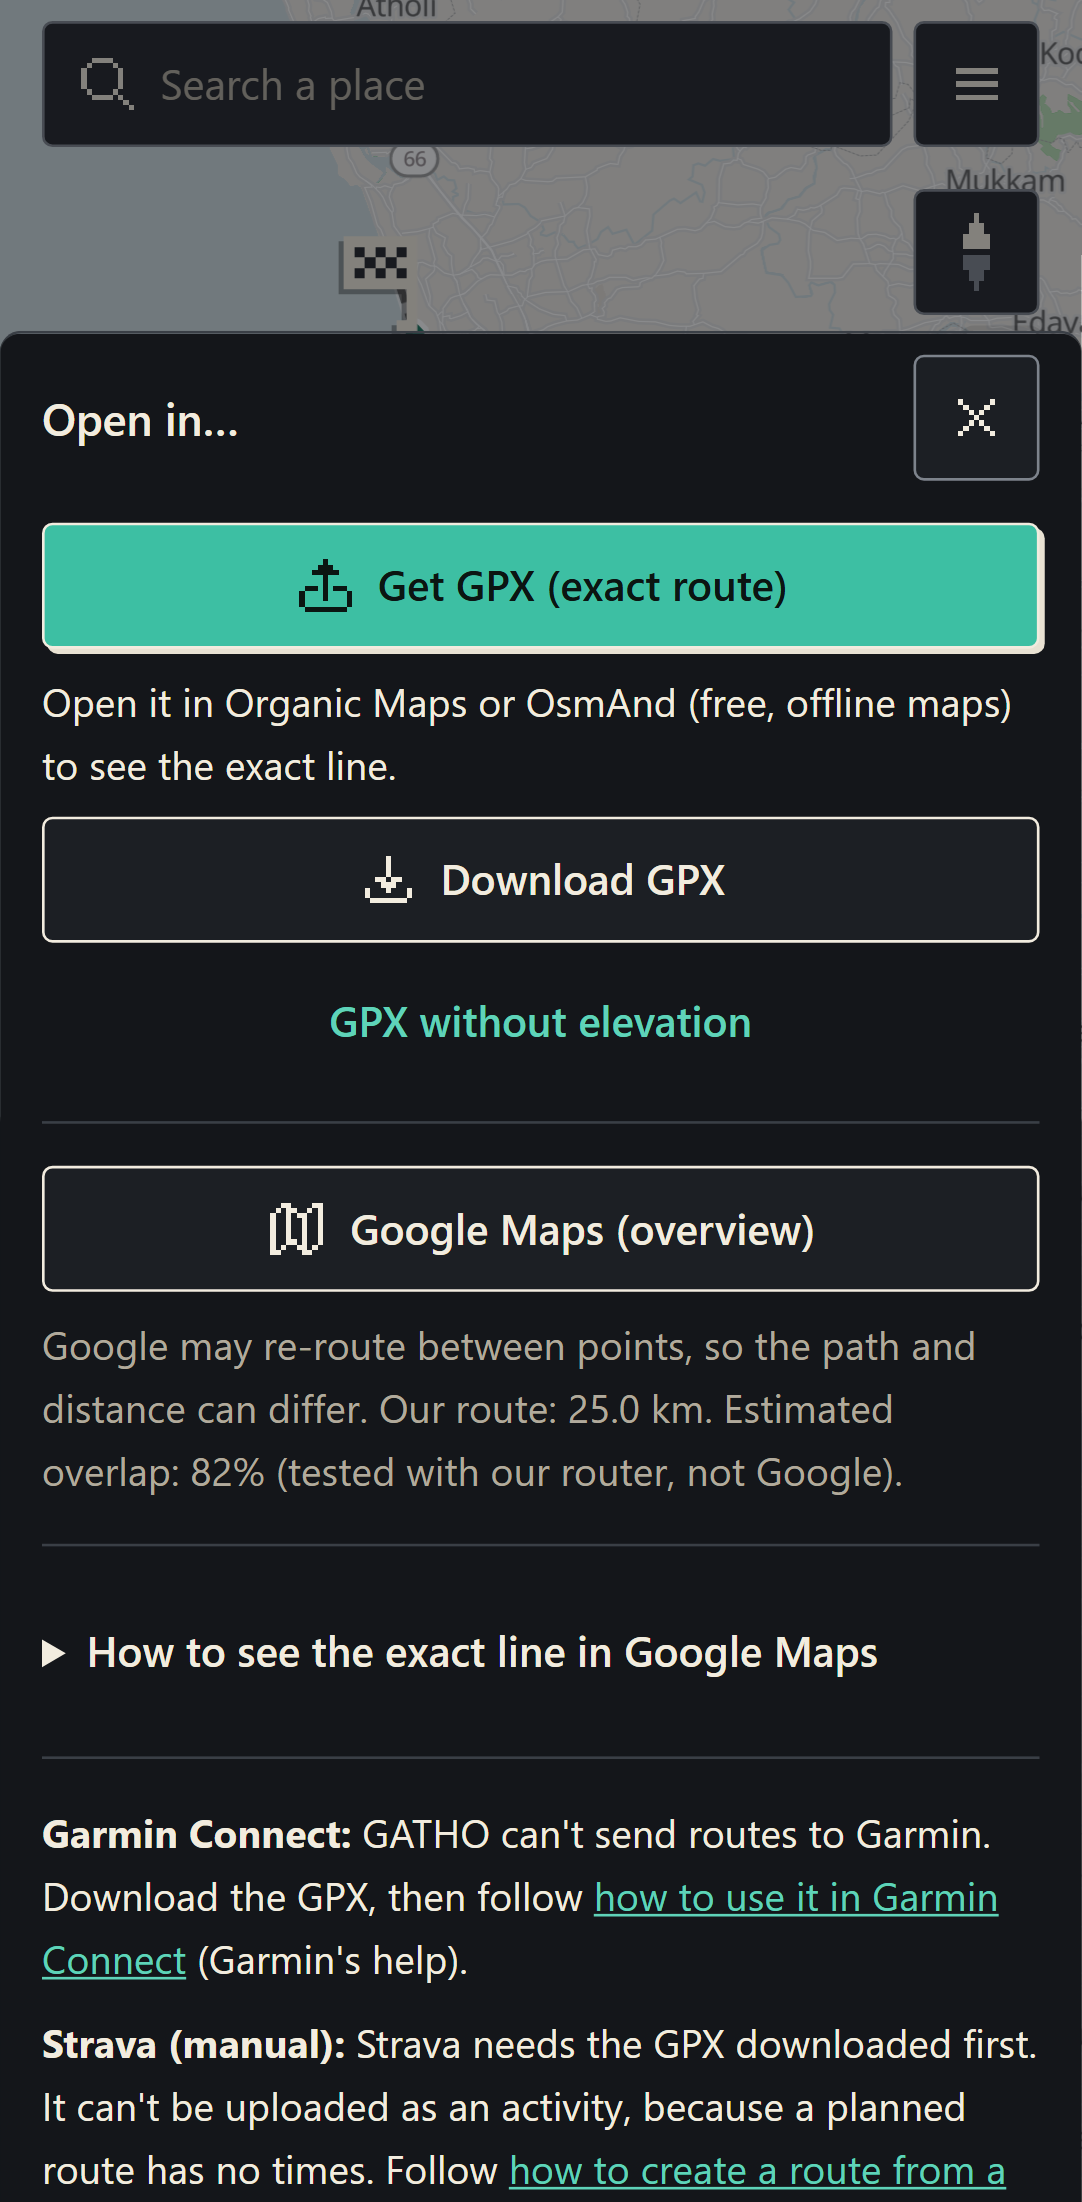 Atholi
Search a place
66
Mukkam
Open in...
Get GPX (exact route)
Open it in Organic Maps or OsmAnd (free, offline maps)
to see the exact line.
Download GPX
GPX without elevation
Google Maps (overview)
Google may re-route between points, so the path and
distance can differ. Our route: 25.0 km. Estimated
overlap: 82% (tested with our router, not Google).
How to see the exact line in Google Maps
Garmin Connect: GATHO can't send routes to Garmin.
Download the GPX, then follow how to use it in Garmin
Connect (Garmin's help).
Strava (manual): Strava needs the GPX downloaded first.
It can't be uploaded as an activity, because a planned
route has no times. Follow how to create a route from a